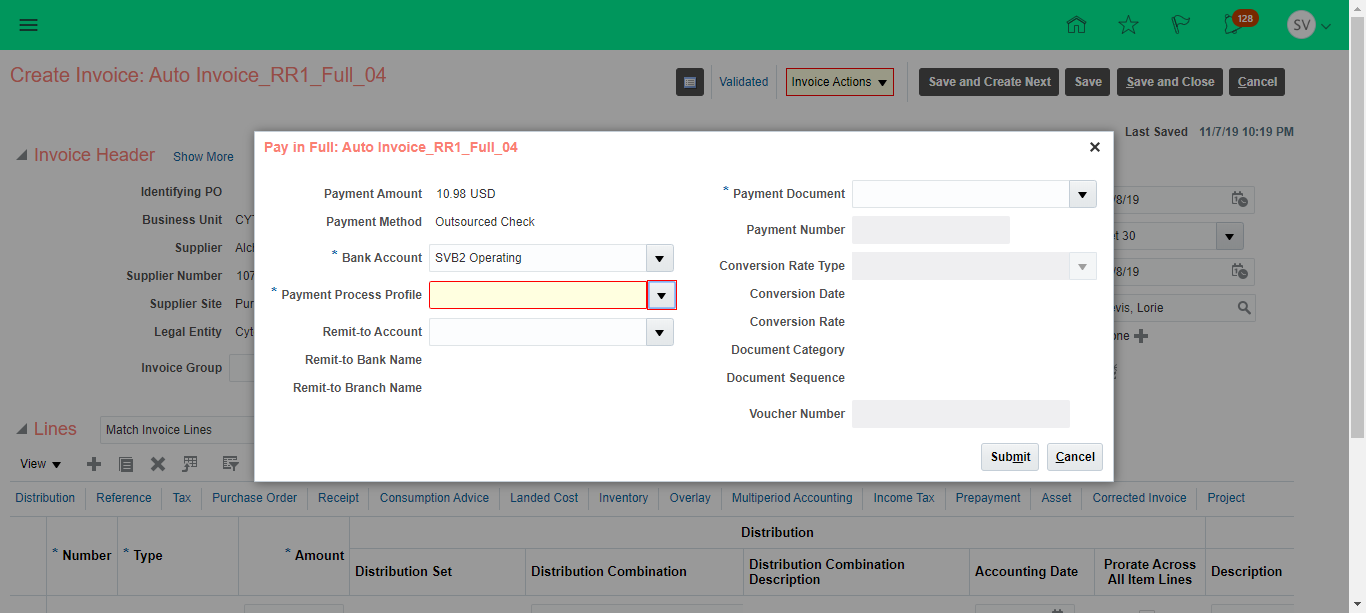 128
SV
Create Invoice: Auto Invoice_RR1_Full_04
Validated
Invoice Actions
Save and Create Next
Save
Save and Close
Cancel
Last Saved 11/7/19 10:19 PM
Invoice Header
Show More
Identifying PO
Business Unit CY
Supplier Alc
Supplier Number 107
Supplier Site Pur
Legal Entity Cyt
Invoice Group
/8/19
t 30
/8/19
vis, Lorie
ne
Pay in Full: Auto Invoice_RR1_Full_04
Payment Amount 10.98 USD
Payment Method Outsourced Check
* Bank Account SVB2 Operating
* Payment Process Profile
Remit-to Account
Remit-to Bank Name
Remit-to Branch Name
* Payment Document
Payment Number
Conversion Rate Type
Conversion Date
Conversion Rate
Document Category
Document Sequence
Voucher Number
Submit
Cancel
Lines
Match Invoice Lines
View
Distribution
Reference
Tax
Purchase Order
Receipt
Consumption Advice
Landed Cost
Inventory
Overlay
Multiperiod Accounting
Income Tax
Prepayment
Asset
Corrected Invoice
Project
* Number
* Type
* Amount
Distribution
Distribution Set
Distribution Combination
Distribution Combination
Description
Accounting Date
Prorate Across
All Item Lines
Description